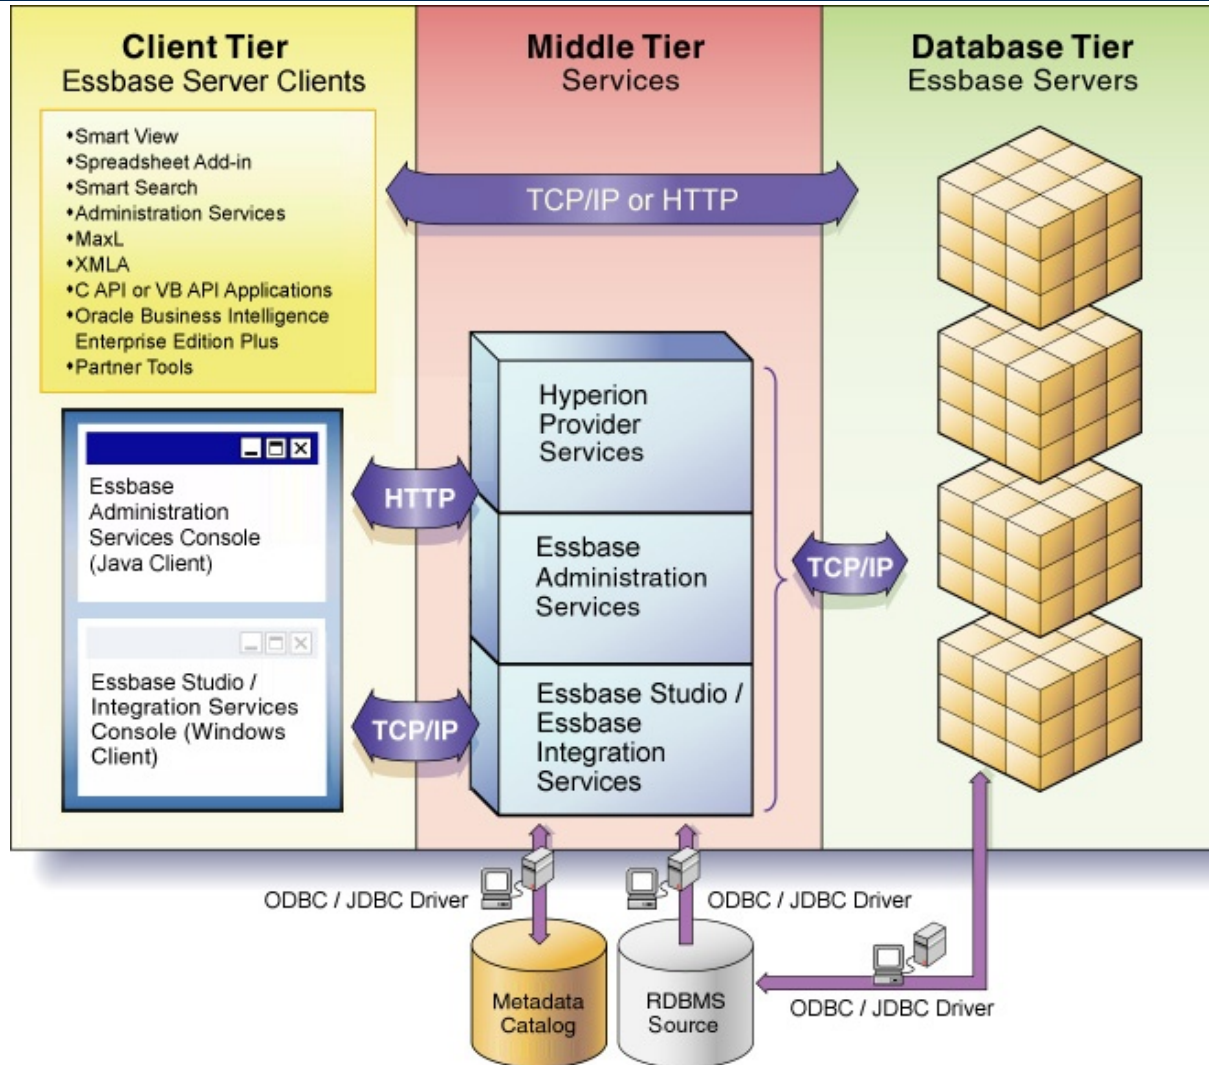 Client Tier
Essbase Server Clients
Middle Tier
Services
Database Tier
Essbase Servers
♦Smart View
♦Spreadsheet Add-in
♦Smart Search
♦Administration Services
♦MaxL
♦XMLA
♦C API or VB API Applications
♦Oracle Business Intelligence
Enterprise Edition Plus
♦Partner Tools
TCP/IP or HTTP
Essbase
Administration
Services Console
(Java Client)
Essbase Studio /
Integration Services
Console (Windows
Client)
HTTP
TCP/IP
Hyperion
Provider
Services
Essbase
Administration
Services
Essbase Studio /
Essbase
Integration
Services
TCP/IP
ODBC / JDBC Driver
ODBC / JDBC Driver
Metadata
Catalog
RDBMS
Source
ODBC / JDBC Driver